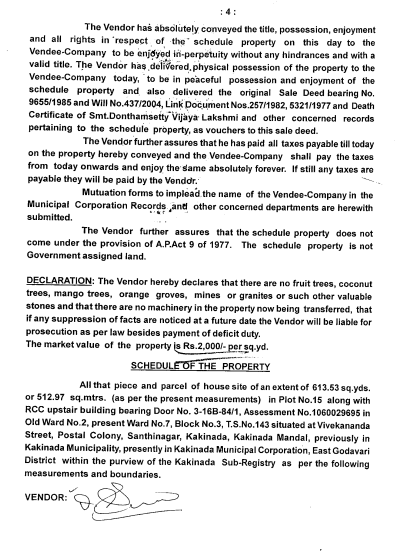 : 4 :
The Vendor has absolutely conveyed the title, possession, enjoyment
and all rights in respect of the schedule property on this day to the
Vendee-Company to be enjoyed in-perpetuity without any hindrances and with a
valid title. The Vendor has delivered physical possession of the property to the
Vendee-Company today, to be in peaceful possession and enjoyment of the
schedule property and also delivered the original Sale Deed bearing No.
9655/1985 and Will No.437/2004, Link Document Nos.257/1982, 5321/1977 and Death
Certificate of Smt.Donthamsetty Vijaya Lakshmi and other concerned records
pertaining to the schedule property, as vouchers to this sale deed.
The Vendor further assures that he has paid all taxes payable till today
on the property hereby conveyed and the Vendee-Company shall pay the taxes
from today onwards and enjoy the same absolutely forever. If still any taxes are
payable they will be paid by the Vendor.
Mutation forms to implead the name of the Vendee-Company in the
Municipal Corporation Records and other concerned departments are herewith
submitted.
The Vendor further assures that the schedule property does not
come under the provision of A.P.Act 9 of 1977. The schedule property is not
Government assigned land.
DECLARATION: The Vendor hereby declares that there are no fruit trees, coconut
trees, mango trees, orange groves, mines or granites or such other valuable
stones and that there are no machinery in the property now being transferred, that
if any suppression of facts are noticed at a future date the Vendor will be liable for
prosecution as per law besides payment of deficit duty.
The market value of the property is Rs.2,000/- per sq.yd.
SCHEDULE OF THE PROPERTY
All that piece and parcel of house site of an extent of 613.53 sq.yds.
or 512.97 sq.mtrs. (as per the present measurements) in Plot No.15 along with
RCC upstair building bearing Door No. 3-16B-84/1, Assessment No.1060029695 in
Old Ward No.2, present Ward No.7, Block No.3, T.S.No.143 situated at Vivekananda
Street, Postal Colony, Santhinagar, Kakinada, Kakinada Mandal, previously in
Kakinada Municipality, presently in Kakinada Municipal Corporation, East Godavari
District within the purview of the Kakinada Sub-Registry as per the following
measurements and boundaries.
VENDOR: